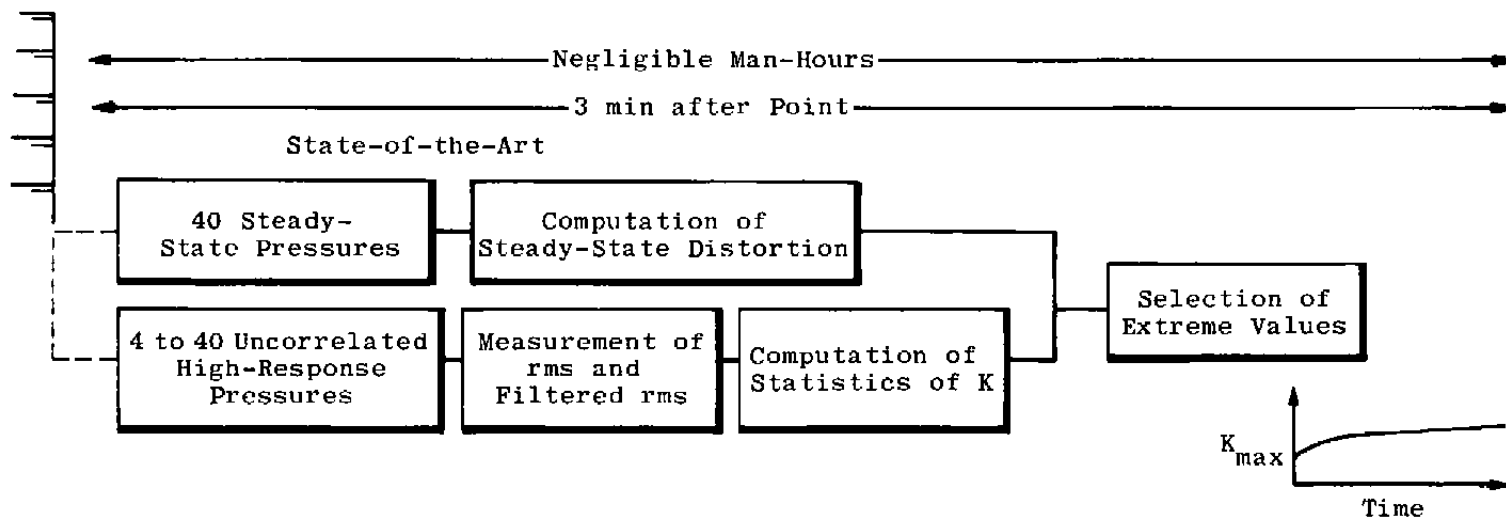 Negligible Man-Hours
3 min after Point
State-of-the-Art
40 Steady-
State Pressures
Computation of
Steady-State Distortion
4 to 40 Uncorrelated
High-Response
Pressures
Measurement of
rms and
Filtered rms
Computation of
Statistics of K
Selection of
Extreme Values
Kmax
Time